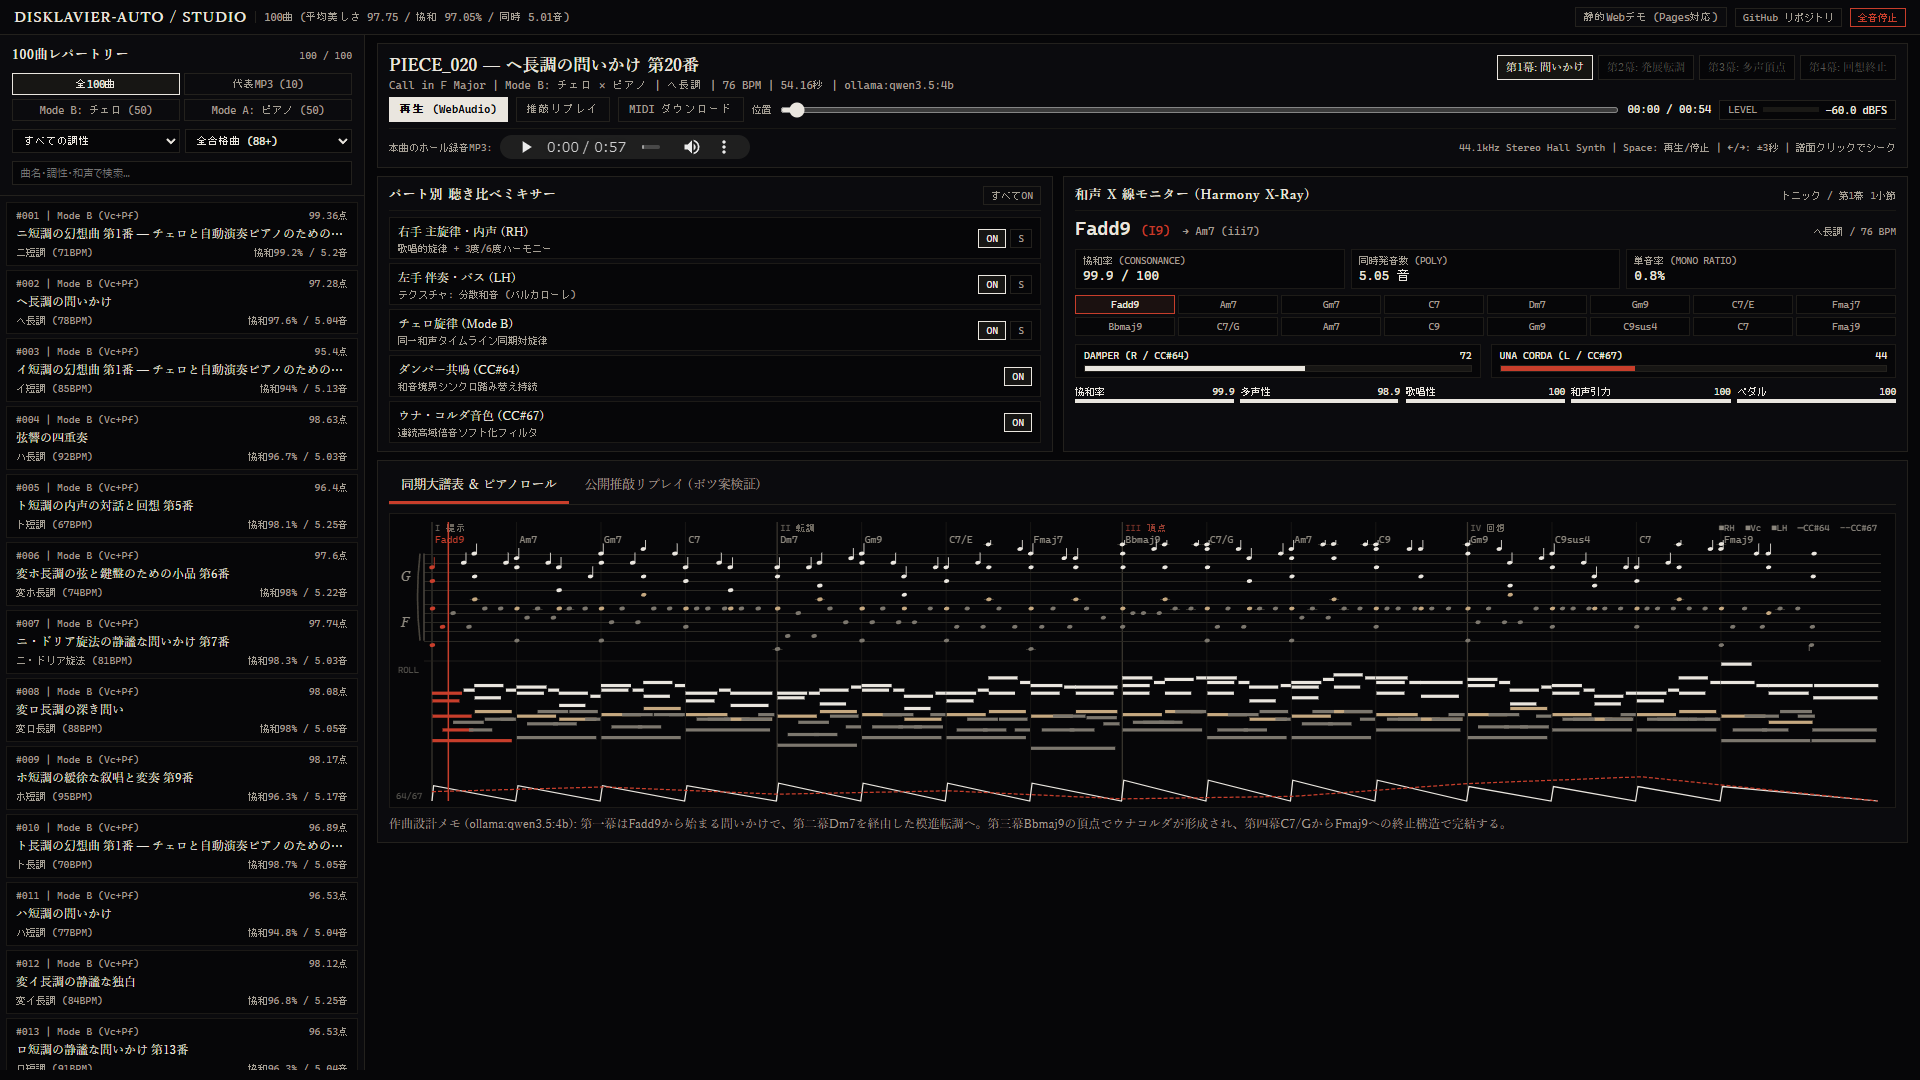 DISKLAVIER-AUTO / STUDIO
100曲 (平均美しさ 97.75 / 協和 97.05% / 同時 5.01音)
静的Webデモ (Pages対応)
GitHub リポジトリ
全音停止
100曲レパートリー
100 / 100
全100曲
代表MP3 (10)
Mode B: チェロ (50)
Mode A: ピアノ (50)
すべての調性
全合格曲 (88+)
曲名・調性・和声で検索…
#001 | Mode B (Vc+Pf)
99.36点
ニ短調の幻想曲 第1番 — チェロと自動演奏ピアノのための…
ニ短調 (71BPM)
協和99.2% / 5.2音
#002 | Mode B (Vc+Pf)
97.28点
ヘ長調の問いかけ
ヘ長調 (78BPM)
協和97.6% / 5.04音
#003 | Mode B (Vc+Pf)
95.4点
イ短調の幻想曲 第1番 — チェロと自動演奏ピアノのための…
イ短調 (85BPM)
協和94% / 5.13音
#004 | Mode B (Vc+Pf)
98.63点
弦響の四重奏
ハ長調 (92BPM)
協和96.7% / 5.03音
#005 | Mode B (Vc+Pf)
96.4点
ト短調の内声の対話と回想 第5番
ト短調 (67BPM)
協和98.1% / 5.25音
#006 | Mode B (Vc+Pf)
97.6点
変ホ長調の弦と鍵盤のための小品 第6番
変ホ長調 (74BPM)
協和98% / 5.22音
#007 | Mode B (Vc+Pf)
97.74点
ニ・ドリア旋法の静謐な問いかけ 第7番
ニ・ドリア旋法 (81BPM)
協和98.3% / 5.03音
#008 | Mode B (Vc+Pf)
98.08点
変ロ長調の深き問い
変ロ長調 (88BPM)
協和98% / 5.05音
#009 | Mode B (Vc+Pf)
98.17点
ホ短調の緩徐な叙唱と変奏 第9番
ホ短調 (95BPM)
協和96.3% / 5.17音
#010 | Mode B (Vc+Pf)
96.89点
ト長調の幻想曲 第1番 — チェロと自動演奏ピアノのための…
ト長調 (70BPM)
協和98.7% / 5.05音
#011 | Mode B (Vc+Pf)
96.53点
ハ短調の問いかけ
ハ短調 (77BPM)
協和94.8% / 5.04音
#012 | Mode B (Vc+Pf)
98.12点
変イ長調の静謐な独白
変イ長調 (84BPM)
協和96.8% / 5.25音
#013 | Mode B (Vc+Pf)
96.53点
ロ短調の静謐な問いかけ 第13番
ロ短調 (91BPM)
協和96.3% / 5.04音
PIECE_020 — ヘ長調の問いかけ 第20番
Call in F Major | Mode B: チェロ × ピアノ | ヘ長調 | 76 BPM | 54.16秒 | ollama:qwen3.5:4b
第1幕: 問いかけ
第2幕: 発展転調
第3幕: 多声頂点
第4幕: 回想終止
再生 (WebAudio)
推敲リプレイ
MIDI ダウンロード
位置
00:00 / 00:54
LEVEL
-60.0 dBFS
本曲のホール録音MP3:
0:00 / 0:57
44.1kHz Stereo Hall Synth | Space: 再生/停止 | ←/→: ±3秒 | 譜面クリックでシーク
パート別 聴き比べミキサー
すべてON
右手 主旋律・内声 (RH)
歌唱的旋律 + 3度/6度ハーモニー
ON
S
左手 伴奏・バス (LH)
テクスチャ: 分散和音 (バルカローレ)
ON
S
チェロ旋律 (Mode B)
同一和声タイムライン同期対旋律
ON
S
ダンパー共鳴 (CC#64)
和音境界シンクロ踏み替え持続
ON
ウナ・コルダ音色 (CC#67)
連続高域倍音ソフト化フィルタ
ON
和声 X 線モニター (Harmony X-Ray)
トニック / 第1幕 1小節
Fadd9 (I9) → Am7 (iii7)
ヘ長調 / 76 BPM
協和率 (CONSONANCE)
99.9 / 100
同時発音数 (POLY)
5.05 音
単音率 (MONO RATIO)
0.8%
Fadd9
Am7
Gm7
C7
Dm7
Gm9
C7/E
Fmaj7
Bbmaj9
C7/G
Am7
C9
Gm9
C9sus4
C7
Fmaj9
DAMPER (R / CC#64)
72
UNA CORDA (L / CC#67)
44
協和率
99.9
多声性
98.9
歌唱性
100
和声引力
100
ペダル
100
同期大譜表 & ピアノロール
公開推敲リプレイ (ボツ案検証)
I 提示
II 転調
III 頂点
IV 回想
■RH ■Vc ■LH —CC#64 --CC#67
Fadd9
Am7
Gm7
C7
Dm7
Gm9
C7/E
Fmaj7
Bbmaj9
C7/G
Am7
C9
Gm9
C9sus4
C7
Fmaj9
G
F
ROLL
64/67
作曲設計メモ (ollama:qwen3.5:4b): 第一幕はFadd9から始まる問いかけで、第二幕Dm7を経由した模進転調へ。第三幕Bbmaj9の頂点でウナコルダが形成され、第四幕C7/GからFmaj9への終止構造で完結する。